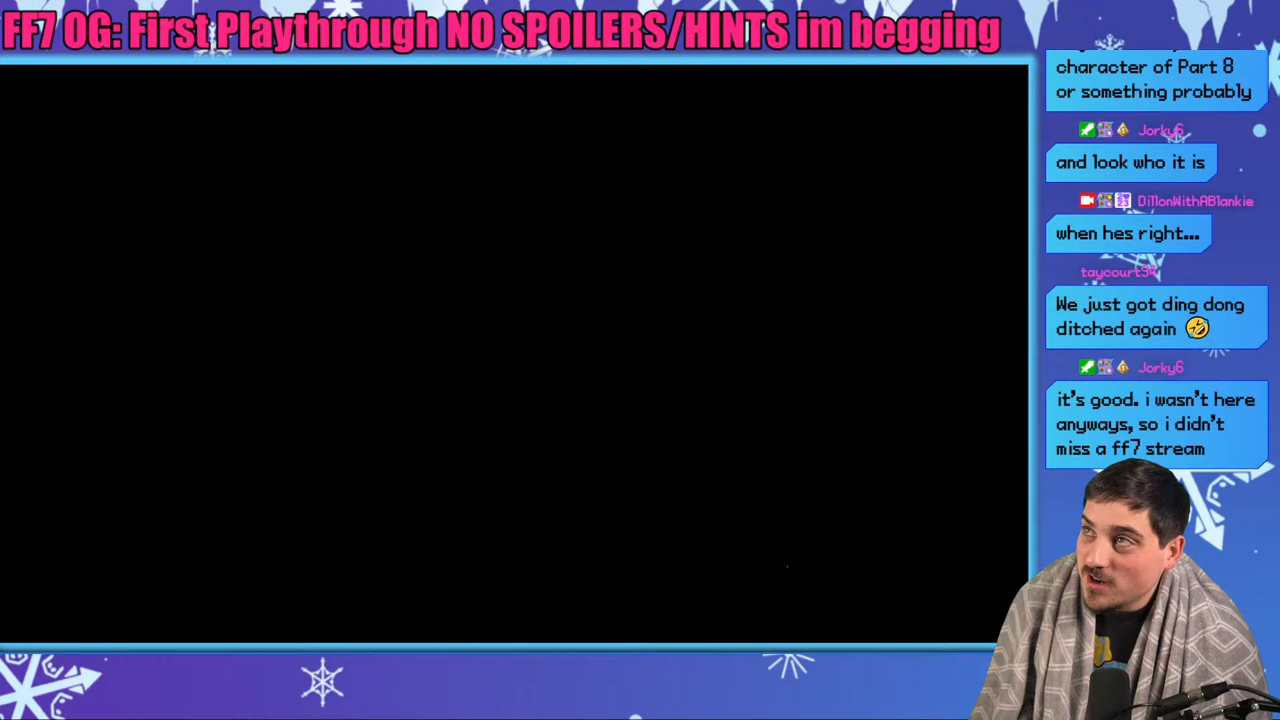 FF7 OG: First Playthrough NO SPOILERS/HINTS im begging
character of Part 8
or something probably
Jorky6
and look who it is
DillonWithABlankie
when hes right...
taycourt94
We just got ding dong
ditched again 🤣
Jorky6
it's good. i wasn't here
anyways, so i didn't
miss a ff7 stream